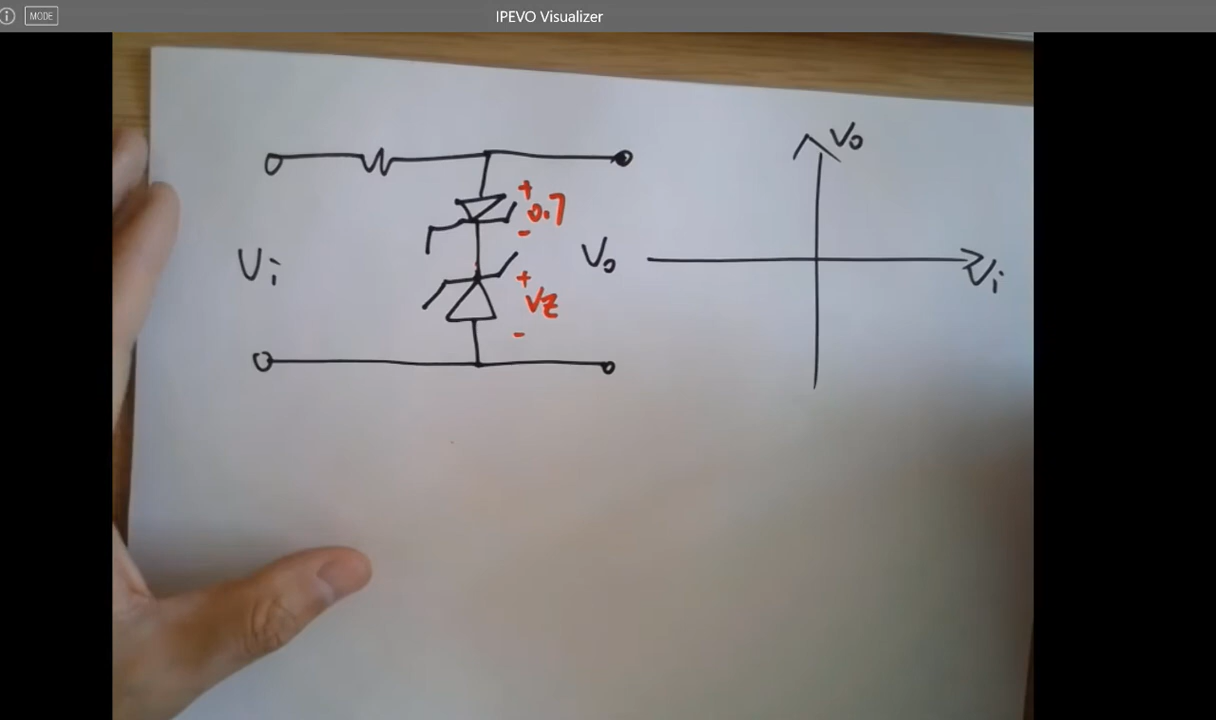 MODE
IPEVO Visualizer
Vo
+
0.7
-
Vi
Vo
Vi
+
Vz
-